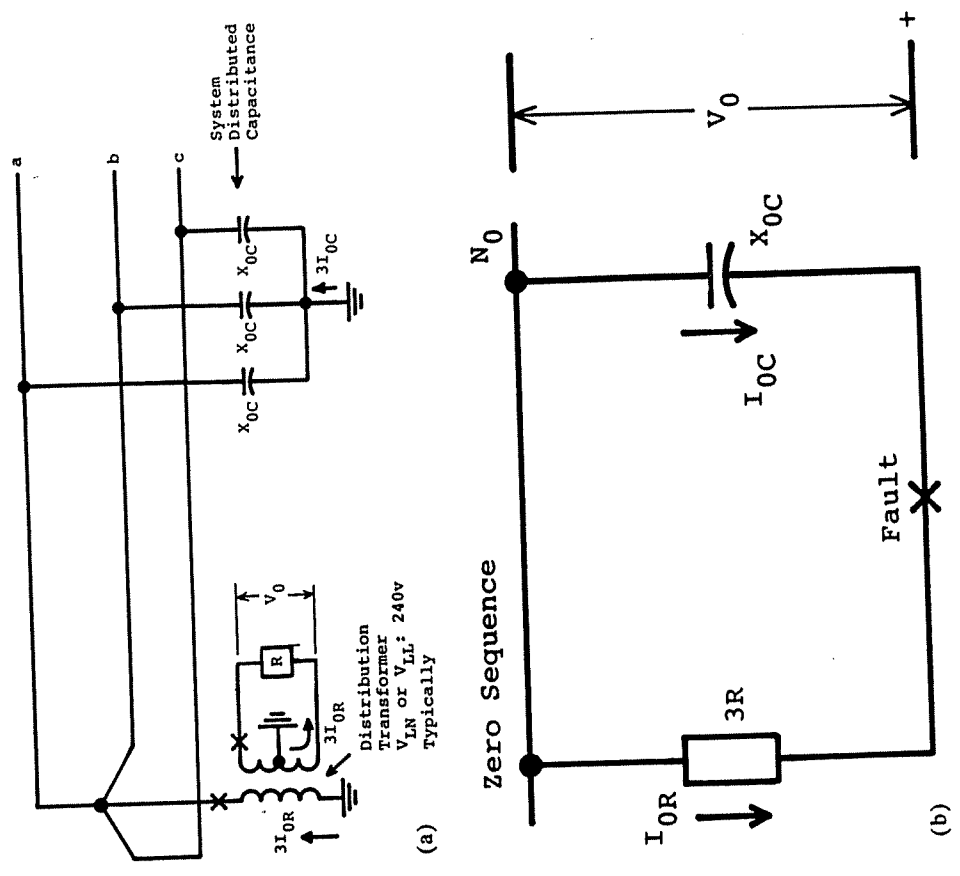 a
b
c
System
Distributed
Capacitance
X0C
X0C
X0C
3I0C
R
V0
3I0R
3I0R
Distribution
Transformer
VLN or VLL: 240v
Typically
(a)
Zero Sequence
N0
I0R
3R
I0C
X0C
V0
+
Fault
(b)